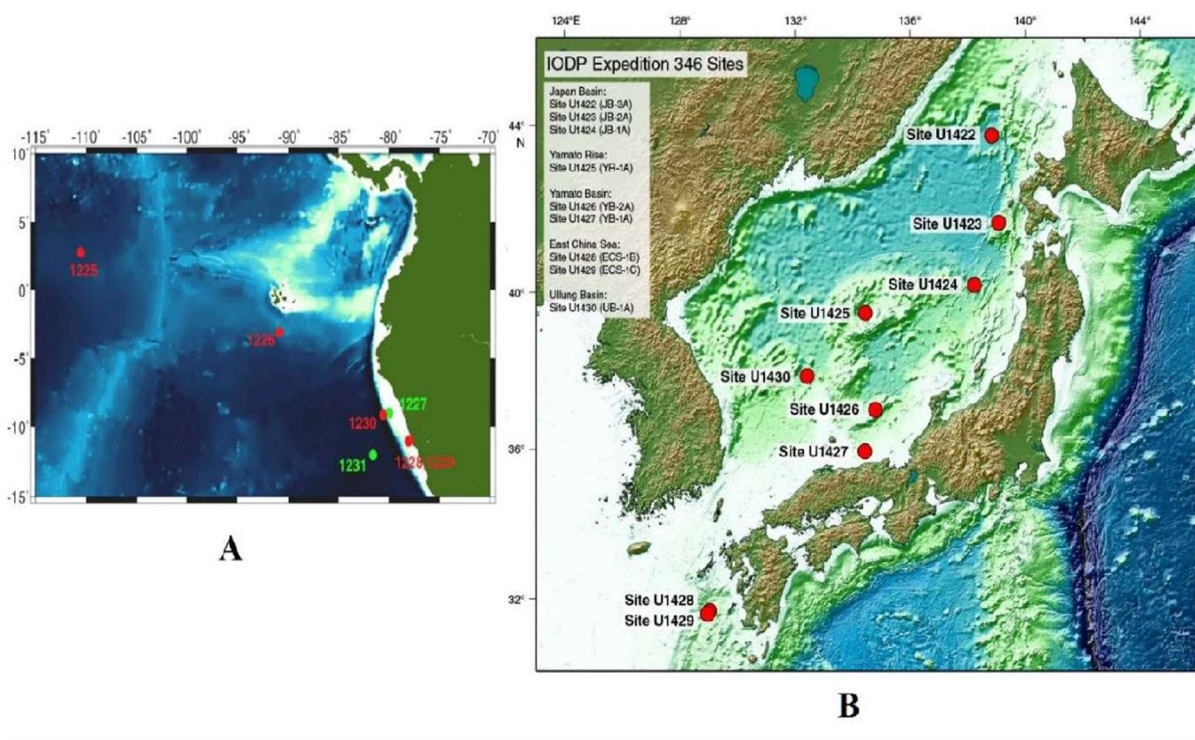 -115° -110° -105° -100° -95° -90° -85° -80° -75° -70°
10°
5°
0°
-5°
-10°
-15°
1225
1226
1227
1230
1228,1229
1231
A
124°E 128° 132° 136° 140° 144°
44°
N
40°
36°
32°
IODP Expedition 346 Sites
Japan Basin:
Site U1422 (JB-3A)
Site U1423 (JB-2A)
Site U1424 (JB-1A)
Yamato Rise:
Site U1425 (YR-1A)
Yamato Basin:
Site U1426 (YB-2A)
Site U1427 (YB-1A)
East China Sea:
Site U1428 (ECS-1B)
Site U1429 (ECS-1C)
Ullung Basin:
Site U1430 (UB-1A)
Site U1422
Site U1423
Site U1424
Site U1425
Site U1430
Site U1426
Site U1427
Site U1428
Site U1429
B